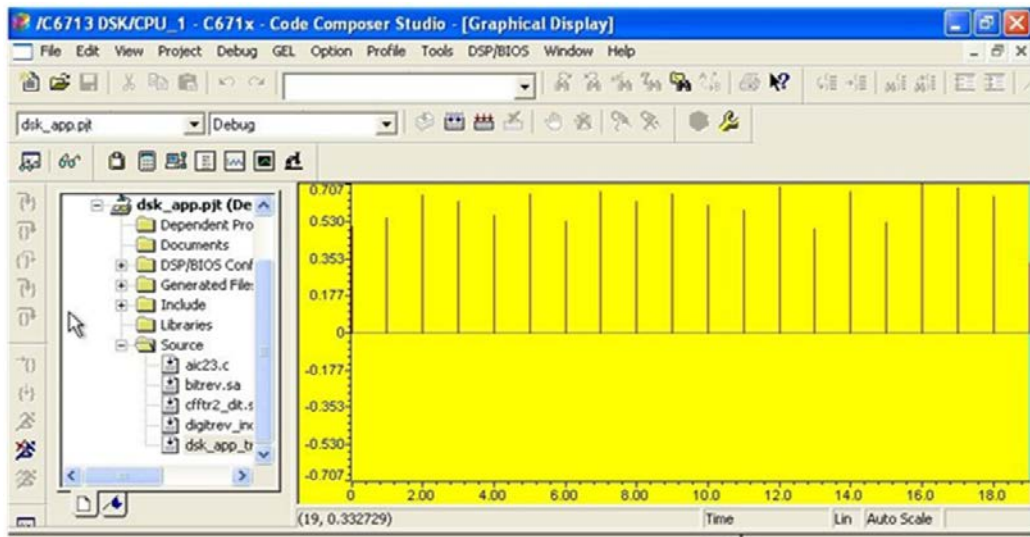 /C6713 DSK/CPU_1 - C671x - Code Composer Studio - [Graphical Display]
File Edit View Project Debug GEL Option Profile Tools DSP/BIOS Window Help
dsk_app.pjt Debug
dsk_app.pjt (De
Dependent Pro
Documents
DSP/BIOS Conf
Generated File:
Include
Libraries
Source
aic23.c
bitrev.sa
cfftr2_dit.s
digitrev_in
dsk_app_tr
0.707
0.530
0.353
0.177
0
-0.177
-0.353
-0.530
-0.707
0 2.00 4.00 6.00 8.00 10.0 12.0 14.0 16.0 18.0
(19, 0.332729) Time Lin Auto Scale